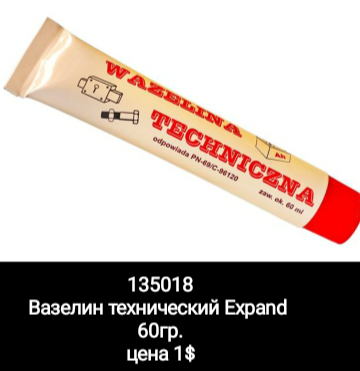 WAZELINA
TECHNICZNA
odpowiada PN-69/C-96120
zaw. ok. 60 ml
135018
Вазелин технический Expand
60гр.
цена 1$